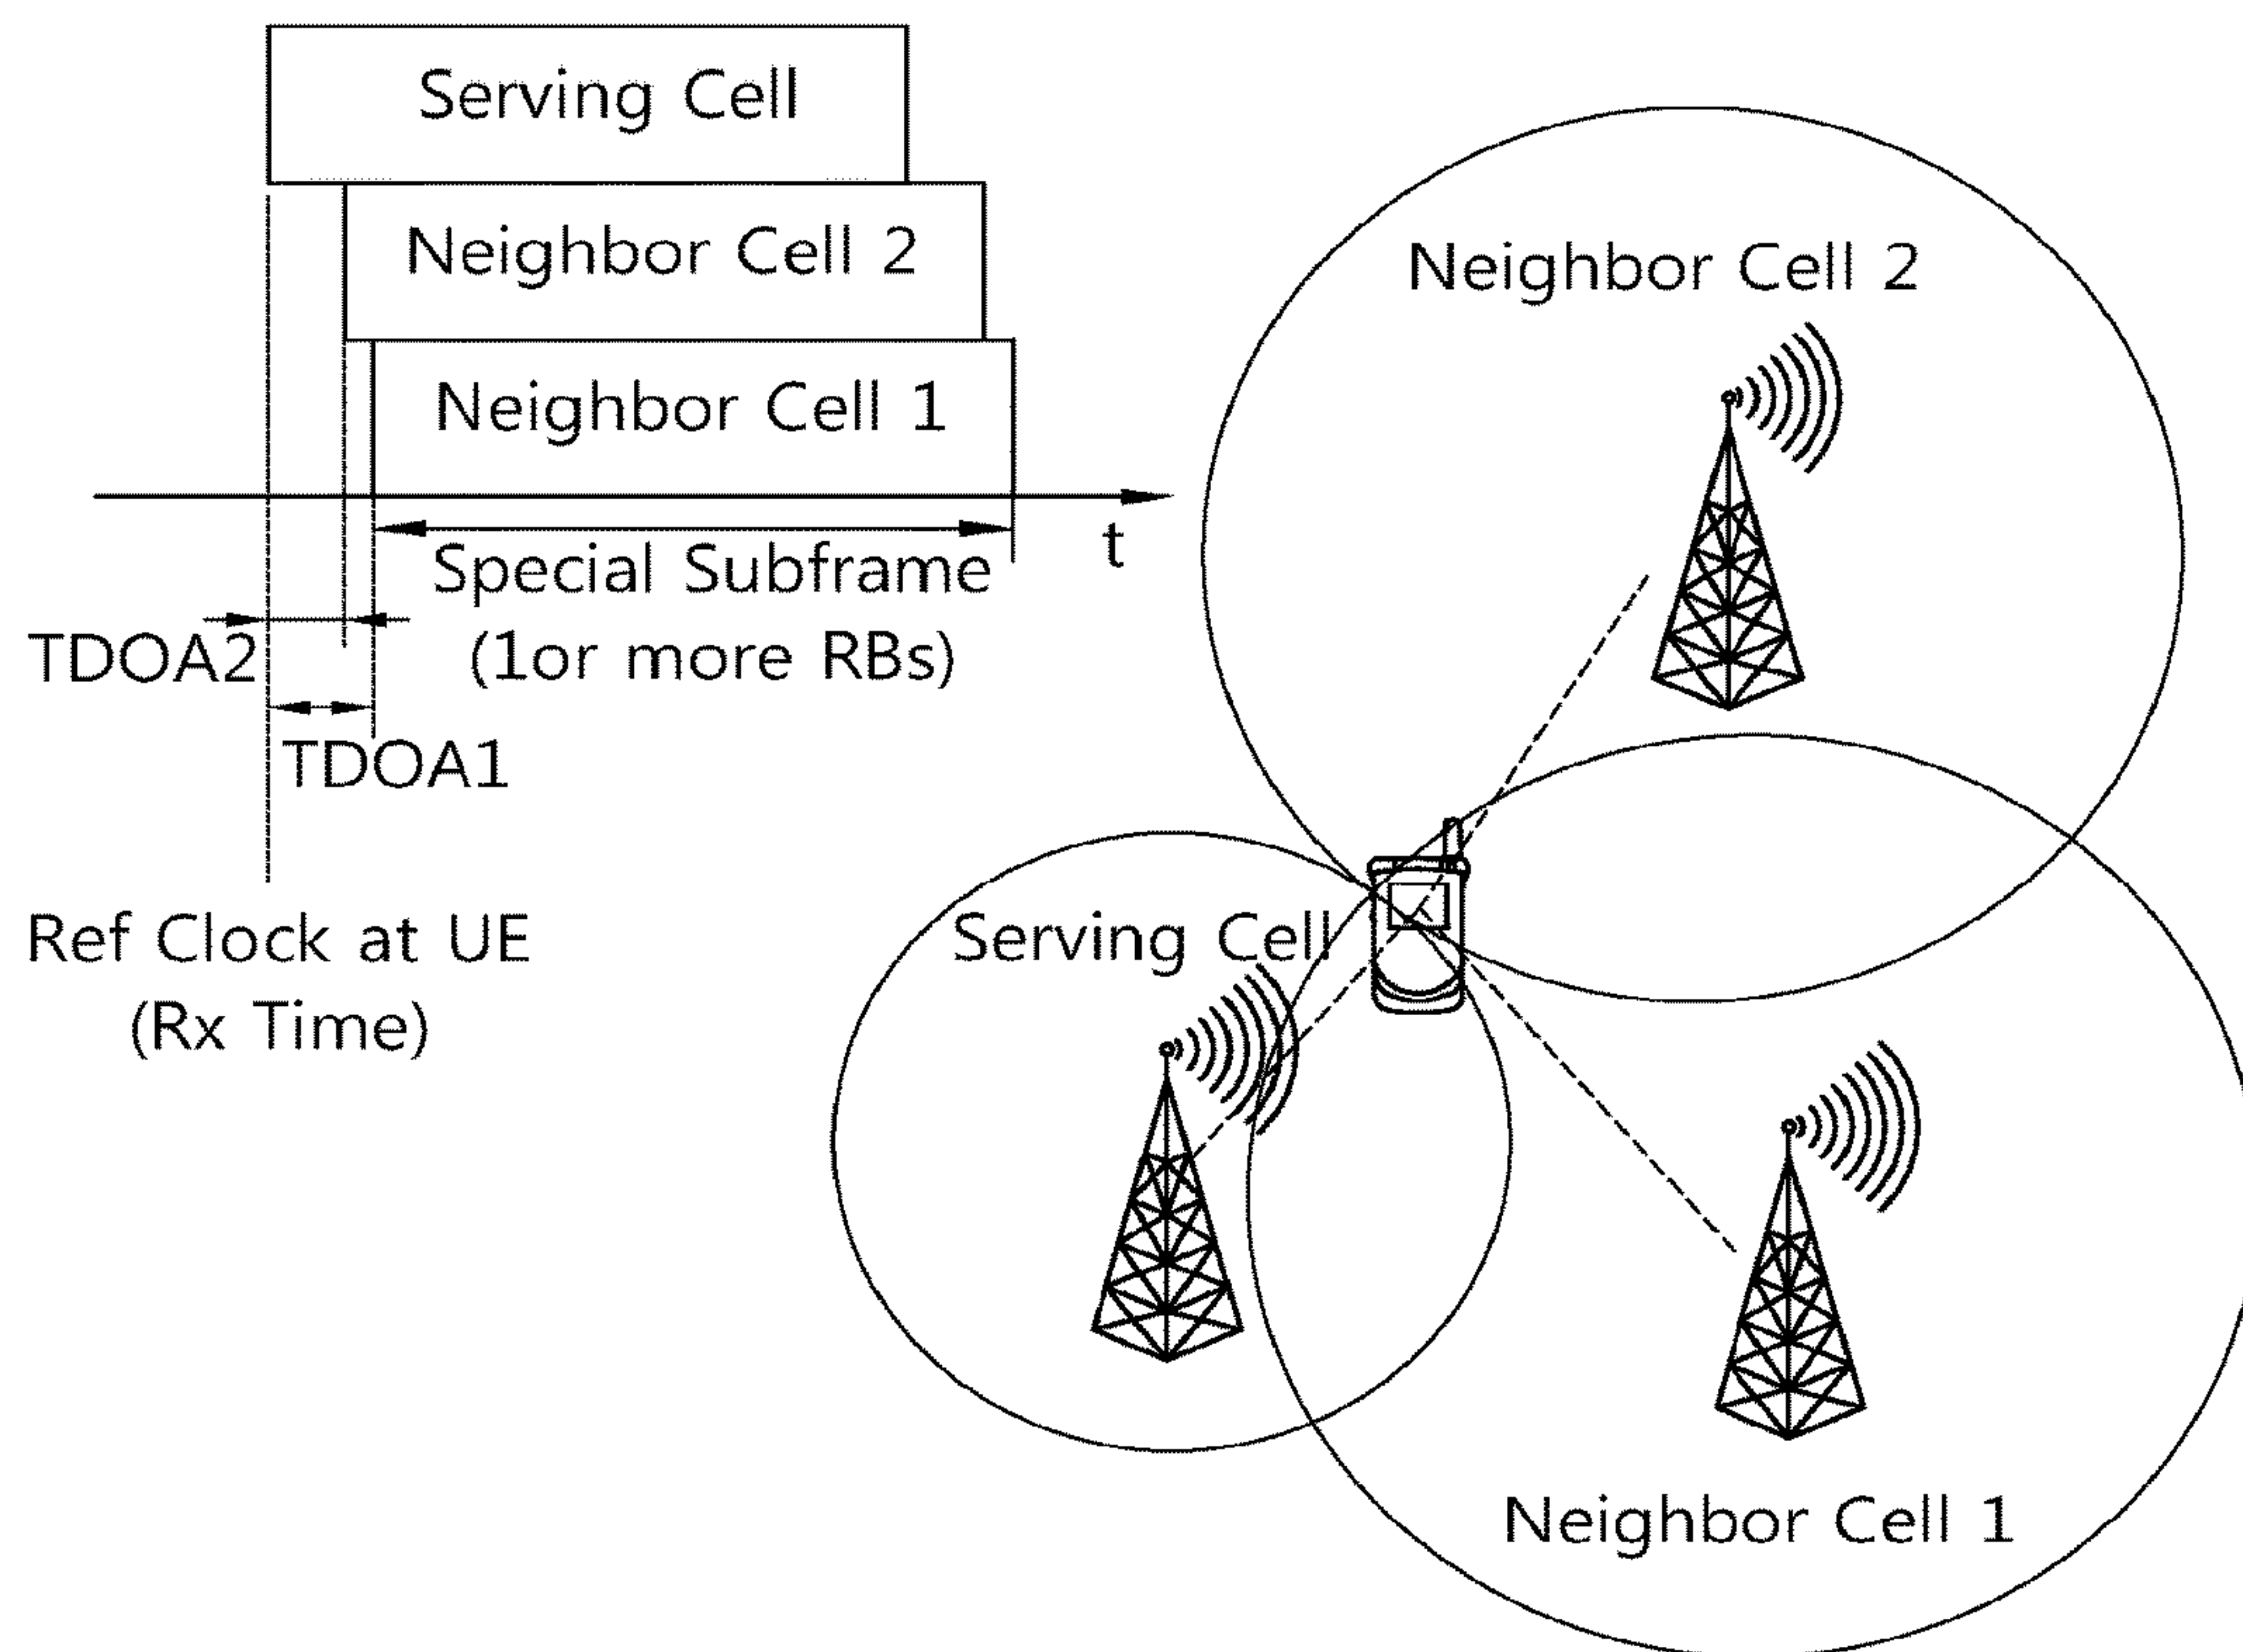 Serving Cell
Neighbor Cell 2
Neighbor Cell 1
t
Special Subframe
(1or more RBs)
TDOA2
TDOA1
Ref Clock at UE
(Rx Time)
Neighbor Cell 2
Serving Cell
Neighbor Cell 1